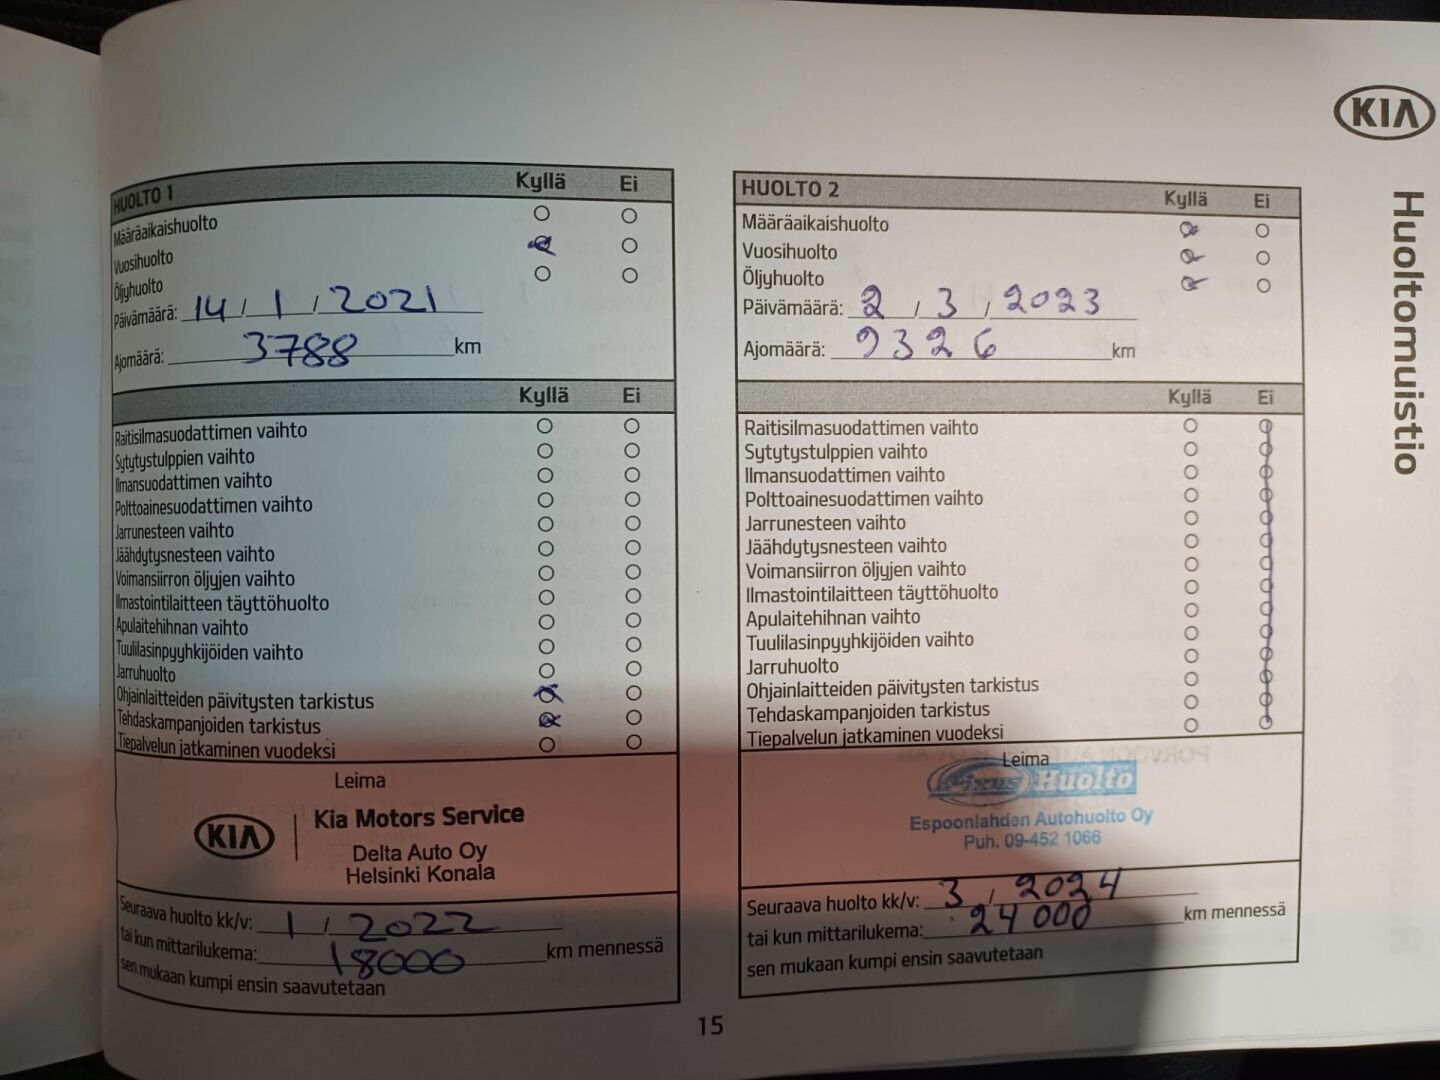 KIA
Huoltomuistio
HUOLTO 1 Kyllä Ei
Määräaikaishuolto
Vuosihuolto
Öljyhuolto
Päivämäärä: 14 / 1 / 2021
Ajomäärä: 3788 km
Kyllä Ei
Raitisilmasuodattimen vaihto
Sytytystulppien vaihto
Ilmansuodattimen vaihto
Polttoainesuodattimen vaihto
Jarrunesteen vaihto
Jäähdytysnesteen vaihto
Voimansiirron öljyjen vaihto
Ilmastointilaitteen täyttöhuolto
Apulaitehihnan vaihto
Tuulilasinpyyhkijöiden vaihto
Jarruhuolto
Ohjainlaitteiden päivitysten tarkistus
Tehdaskampanjoiden tarkistus
Tiepalvelun jatkaminen vuodeksi
Leima
KIA Kia Motors Service
Delta Auto Oy
Helsinki Konala
Seuraava huolto kk/v: 1 / 2022
tai kun mittarilukema: 18000 km mennessä
sen mukaan kumpi ensin saavutetaan
HUOLTO 2 Kyllä Ei
Määräaikaishuolto
Vuosihuolto
Öljyhuolto
Päivämäärä: 2 / 3 / 2023
Ajomäärä: 9326 km
Kyllä Ei
Raitisilmasuodattimen vaihto
Sytytystulppien vaihto
Ilmansuodattimen vaihto
Polttoainesuodattimen vaihto
Jarrunesteen vaihto
Jäähdytysnesteen vaihto
Voimansiirron öljyjen vaihto
Ilmastointilaitteen täyttöhuolto
Apulaitehihnan vaihto
Tuulilasinpyyhkijöiden vaihto
Jarruhuolto
Ohjainlaitteiden päivitysten tarkistus
Tehdaskampanjoiden tarkistus
Tiepalvelun jatkaminen vuodeksi
Leima
Fixus Huolto
Espoonlahden Autohuolto Oy
Puh. 09-452 1066
Seuraava huolto kk/v: 3 / 2024
tai kun mittarilukema: 24 000 km mennessä
sen mukaan kumpi ensin saavutetaan
15